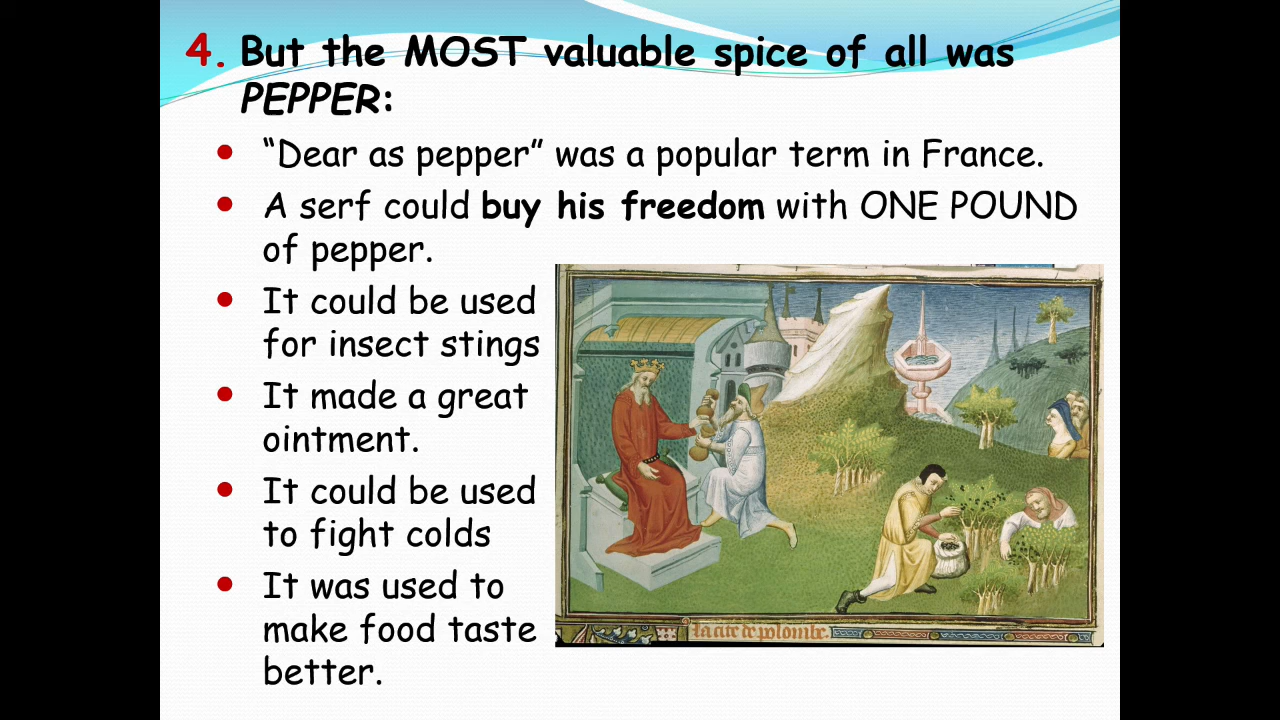 4. But the MOST valuable spice of all was
PEPPER:
• “Dear as pepper” was a popular term in France.
• A serf could buy his freedom with ONE POUND
of pepper.
• It could be used
for insect stings
• It made a great
ointment.
• It could be used
to fight colds
• It was used to
make food taste
better.